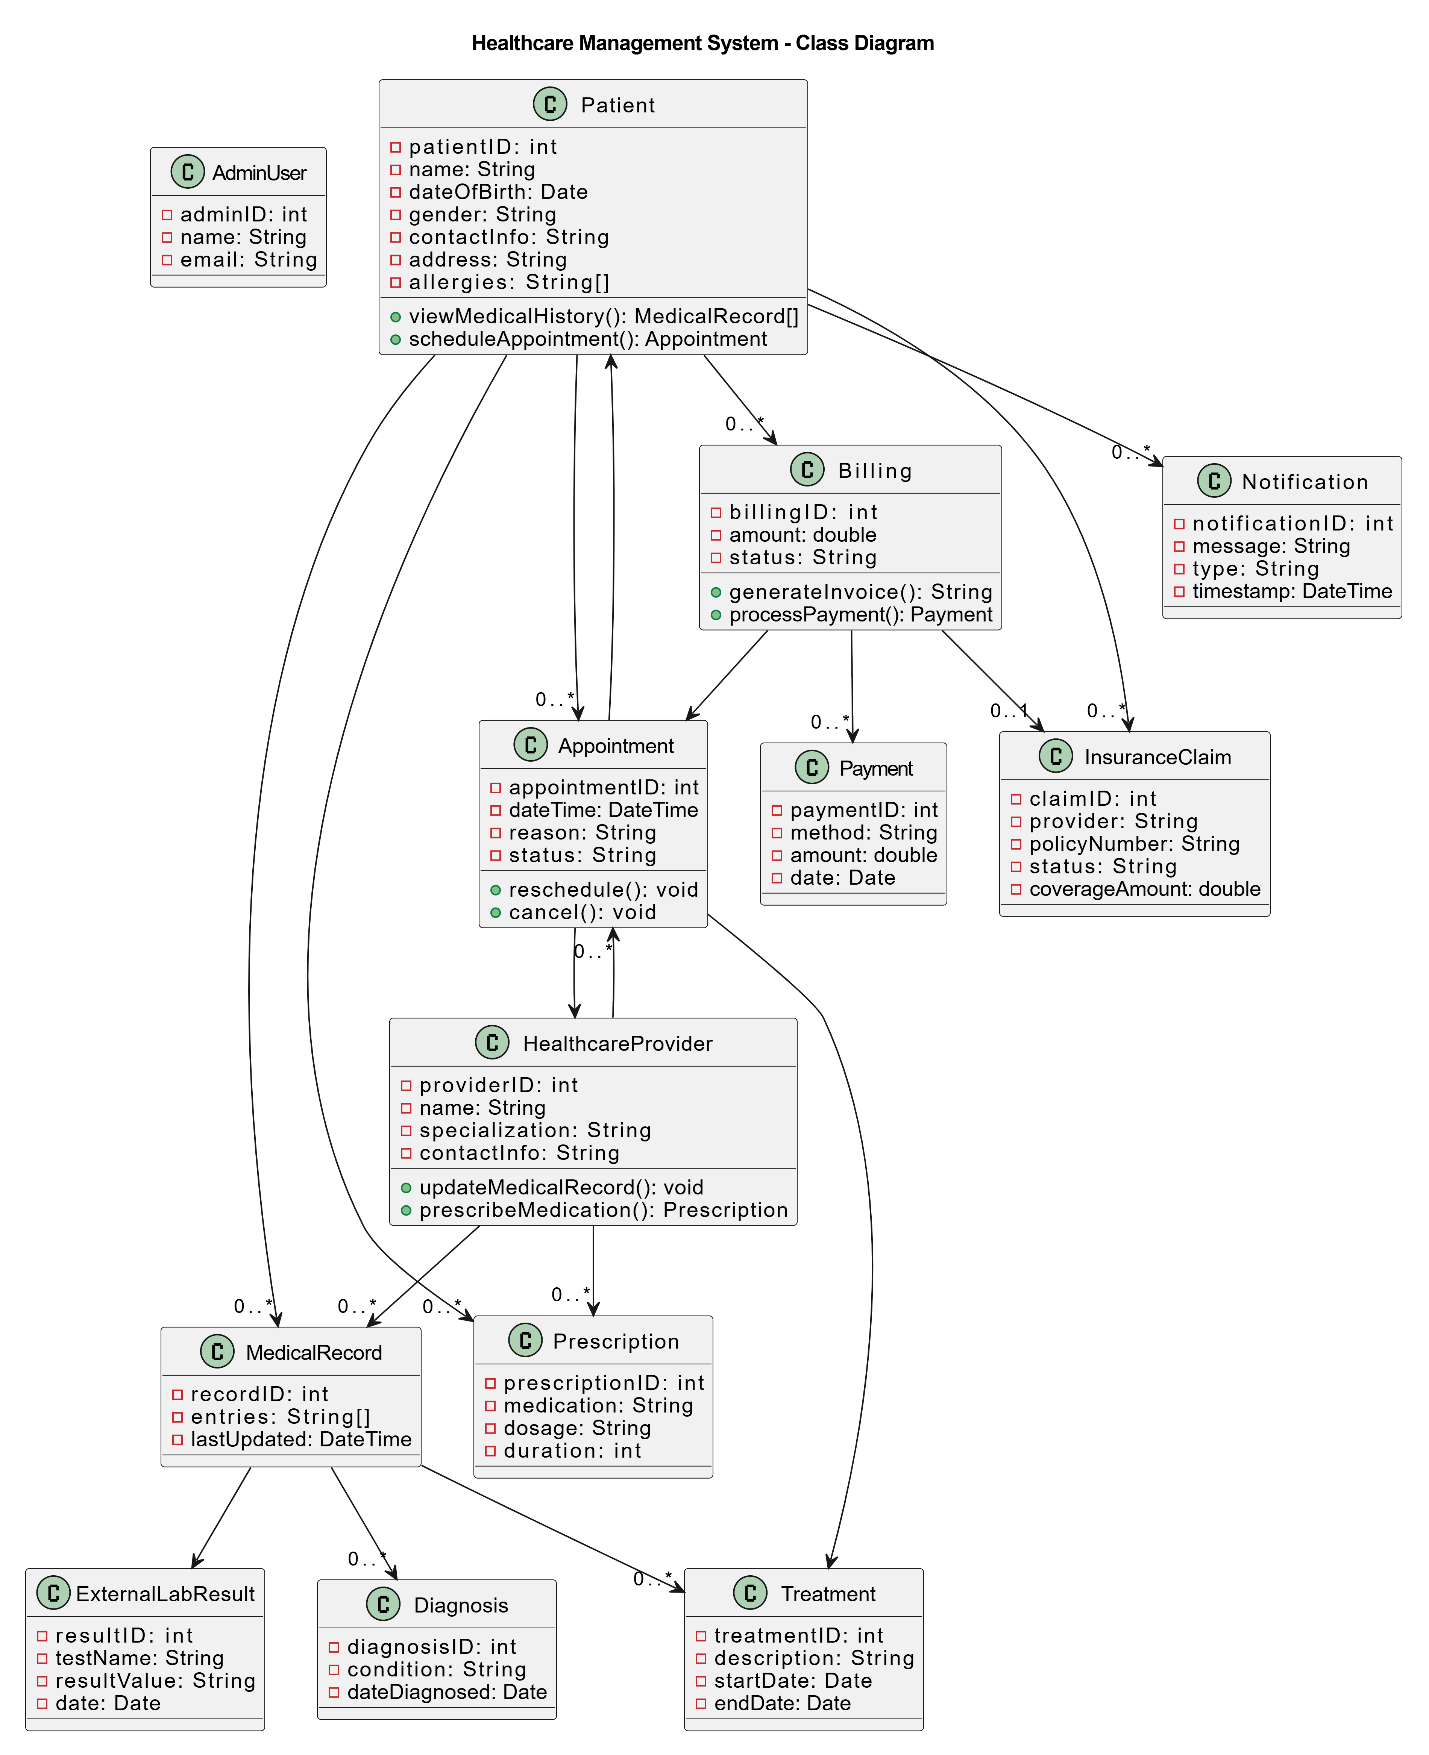 Healthcare Management System - Class Diagram
C Patient
patientID: int
name: String
dateOfBirth: Date
gender: String
contactInfo: String
address: String
allergies: String[]
viewMedicalHistory(): MedicalRecord[]
scheduleAppointment(): Appointment
C AdminUser
adminID: int
name: String
email: String
0..*
C Billing
billingID: int
amount: double
status: String
generateInvoice(): String
processPayment(): Payment
0..*
C Notification
notificationID: int
message: String
type: String
timestamp: DateTime
0..*
C Appointment
appointmentID: int
dateTime: DateTime
reason: String
status: String
reschedule(): void
cancel(): void
0..*
C Payment
paymentID: int
method: String
amount: double
date: Date
0..1
0..*
C InsuranceClaim
claimID: int
provider: String
policyNumber: String
status: String
coverageAmount: double
0..*
C HealthcareProvider
providerID: int
name: String
specialization: String
contactInfo: String
updateMedicalRecord(): void
prescribeMedication(): Prescription
0..*
0..*
0..*
0..*
C MedicalRecord
recordID: int
entries: String[]
lastUpdated: DateTime
C Prescription
prescriptionID: int
medication: String
dosage: String
duration: int
C ExternalLabResult
resultID: int
testName: String
resultValue: String
date: Date
0..*
C Diagnosis
diagnosisID: int
condition: String
dateDiagnosed: Date
0..*
C Treatment
treatmentID: int
description: String
startDate: Date
endDate: Date